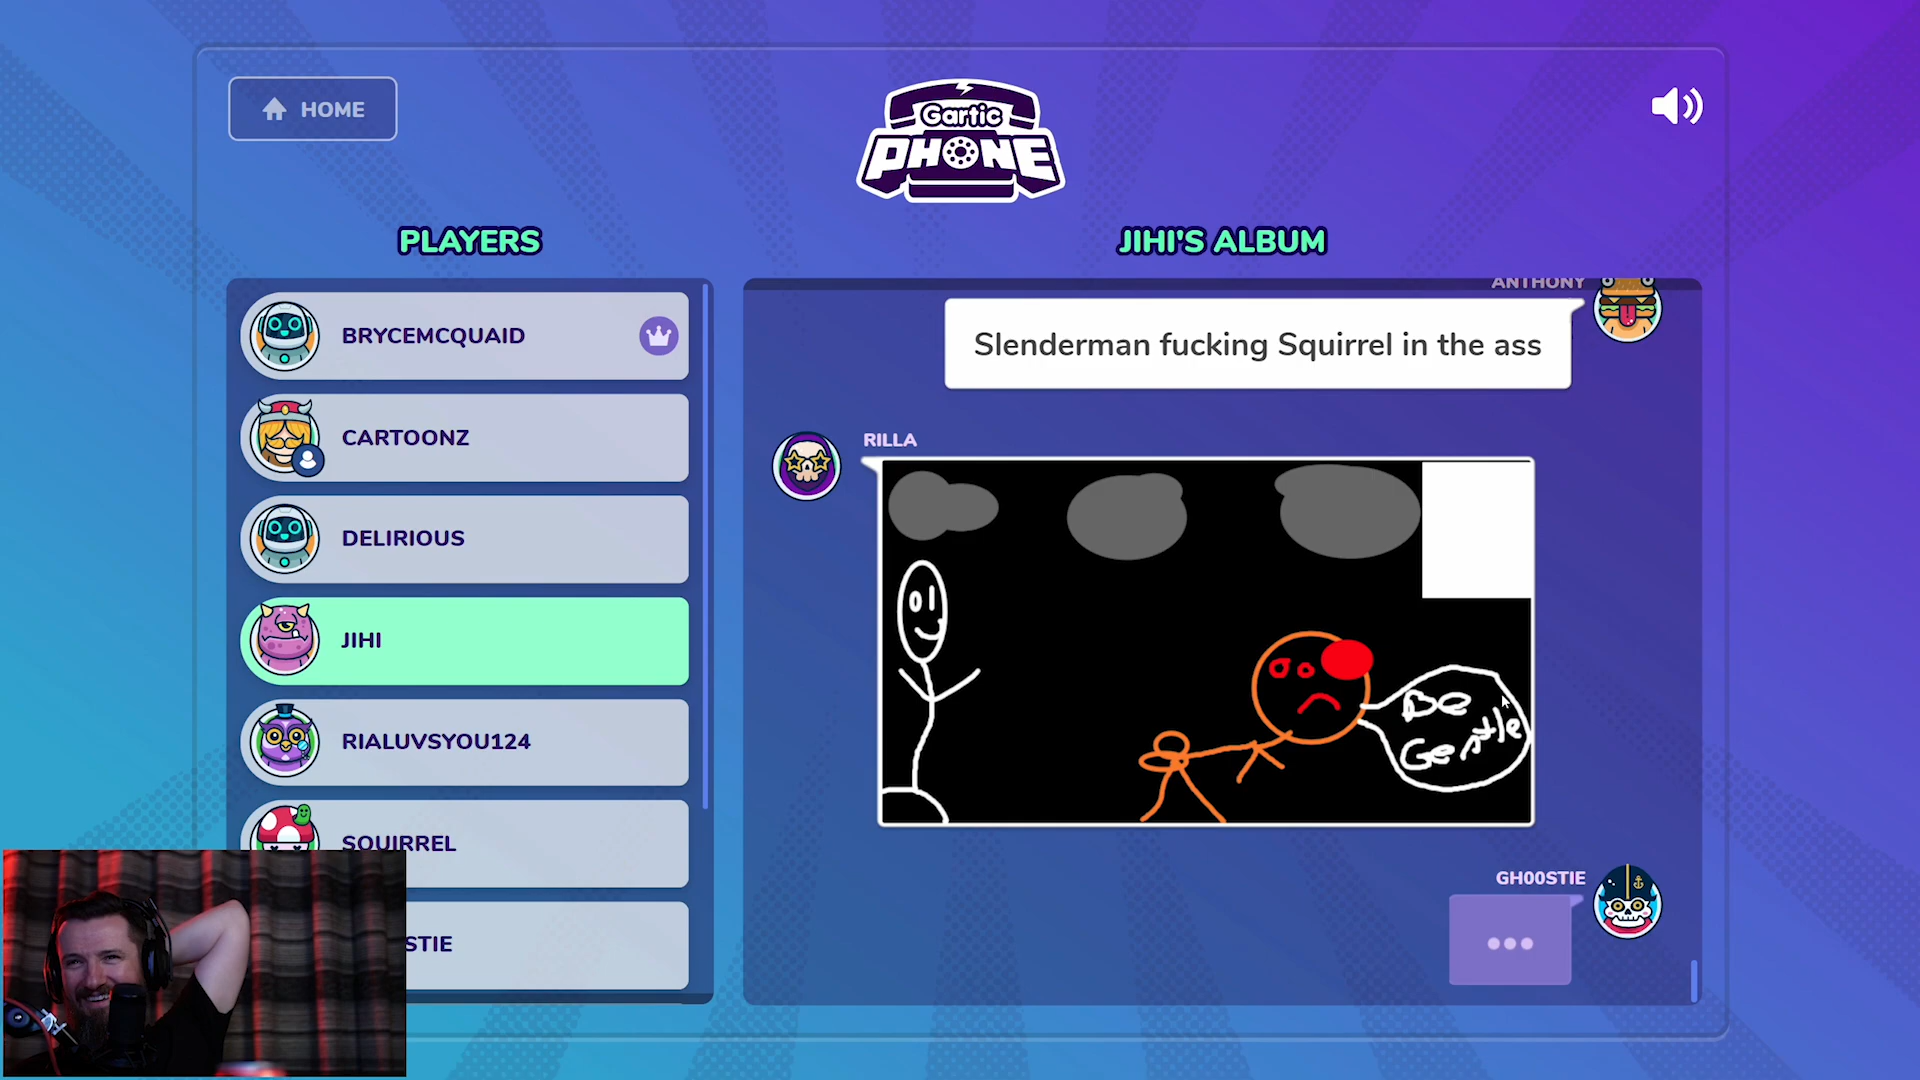 HOME
Gartic
PHONE
PLAYERS
JIHI'S ALBUM
BRYCEMCQUAID
CARTOONZ
DELIRIOUS
JIHI
RIALUVSYOU124
SQUIRREL
STIE
ANTHONY
Slenderman fucking Squirrel in the ass
RILLA
Be
Gentle
GH00STIE